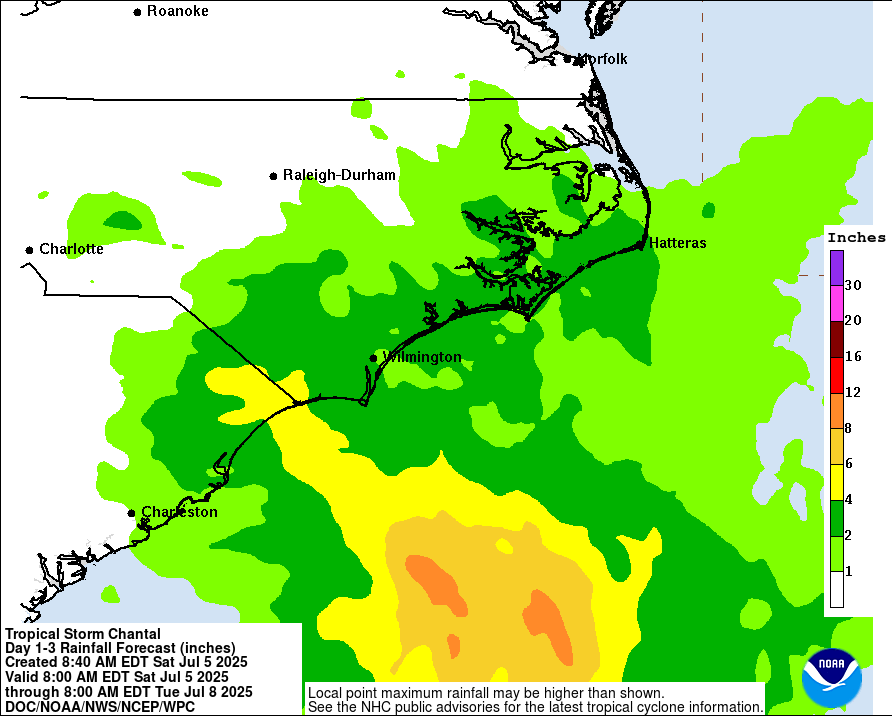 Roanoke
Norfolk
Raleigh-Durham
Charlotte
Hatteras
Inches
30
20
16
12
8
6
4
2
1
Wilmington
Charleston
Tropical Storm Chantal
Day 1-3 Rainfall Forecast (inches)
Created 8:40 AM EDT Sat Jul 5 2025
Valid 8:00 AM EDT Sat Jul 5 2025
through 8:00 AM EDT Tue Jul 8 2025
DOC/NOAA/NWS/NCEP/WPC
Local point maximum rainfall may be higher than shown.
See the NHC public advisories for the latest tropical cyclone information.
NOAA